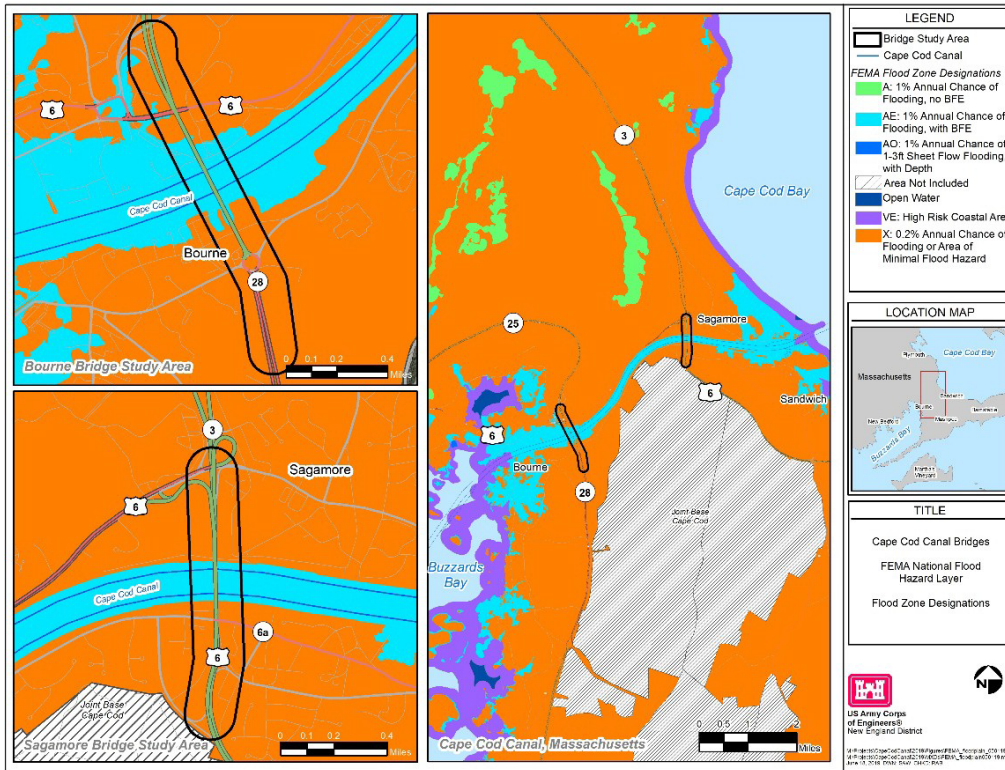 6
6
Cape Cod Canal
Bourne
28
Bourne Bridge Study Area
0 0.2 0.4
Miles
3
Sagamore
6
Cape Cod Canal
6a
6
Joint Base
Cape Cod
Sagamore Bridge Study Area
0 0.2 0.4
Miles
3
Cape Cod Bay
25
Sagamore
6
Sandwich
6
Bourne
28
Joint Base
Cape Cod
Buzzards
Bay
0 1 2
Miles
Cape Cod Canal, Massachusetts
LEGEND
Bridge Study Area
Cape Cod Canal
FEMA Flood Zone Designations
A: 1% Annual Chance of
Flooding, no BFE
AE: 1% Annual Chance of
Flooding, with BFE
AO: 1% Annual Chance of
1-3ft Sheet Flow Flooding,
with Depth
Area Not Included
Open Water
VE: High Risk Coastal Area
X: 0.2% Annual Chance of
Flooding or Area of
Minimal Flood Hazard
LOCATION MAP
Plymouth
Cape Cod Bay
Massachusetts
Sandwich
Bourne
New Bedford
Buzzards Bay
Vineyard
TITLE
Cape Cod Canal Bridges
FEMA National Flood
Hazard Layer
Flood Zone Designations
N
US Army Corps
of Engineers®
New England District